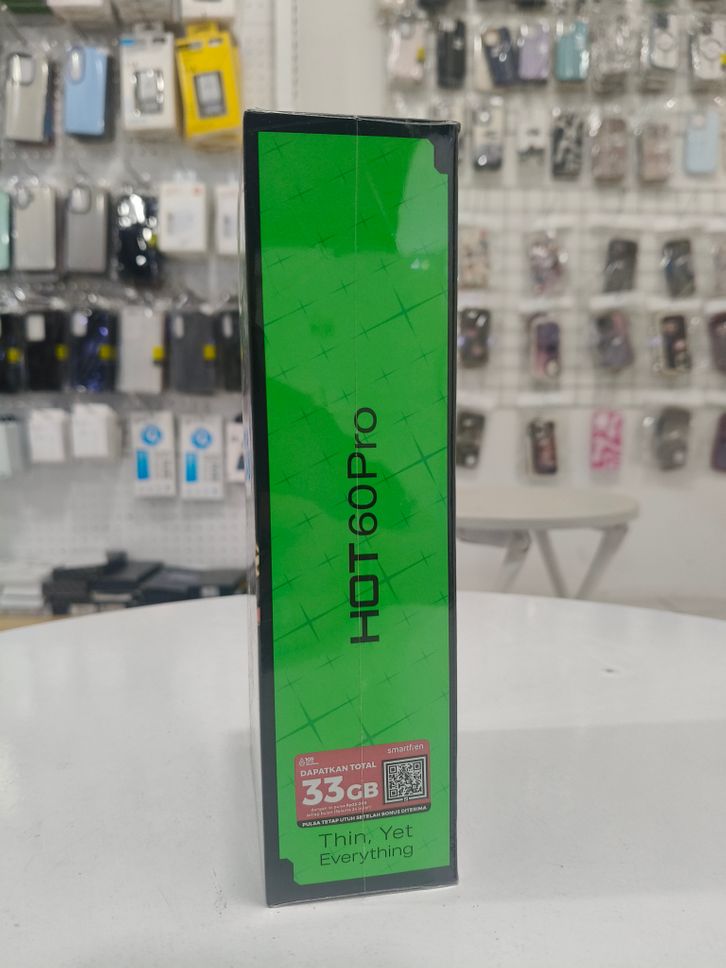 HOT 60Pro
smartfren
DAPATKAN TOTAL
33GB
PULSA TETAP UTUH SETELAH BONUS DITERIMA
Thin, Yet
Everything